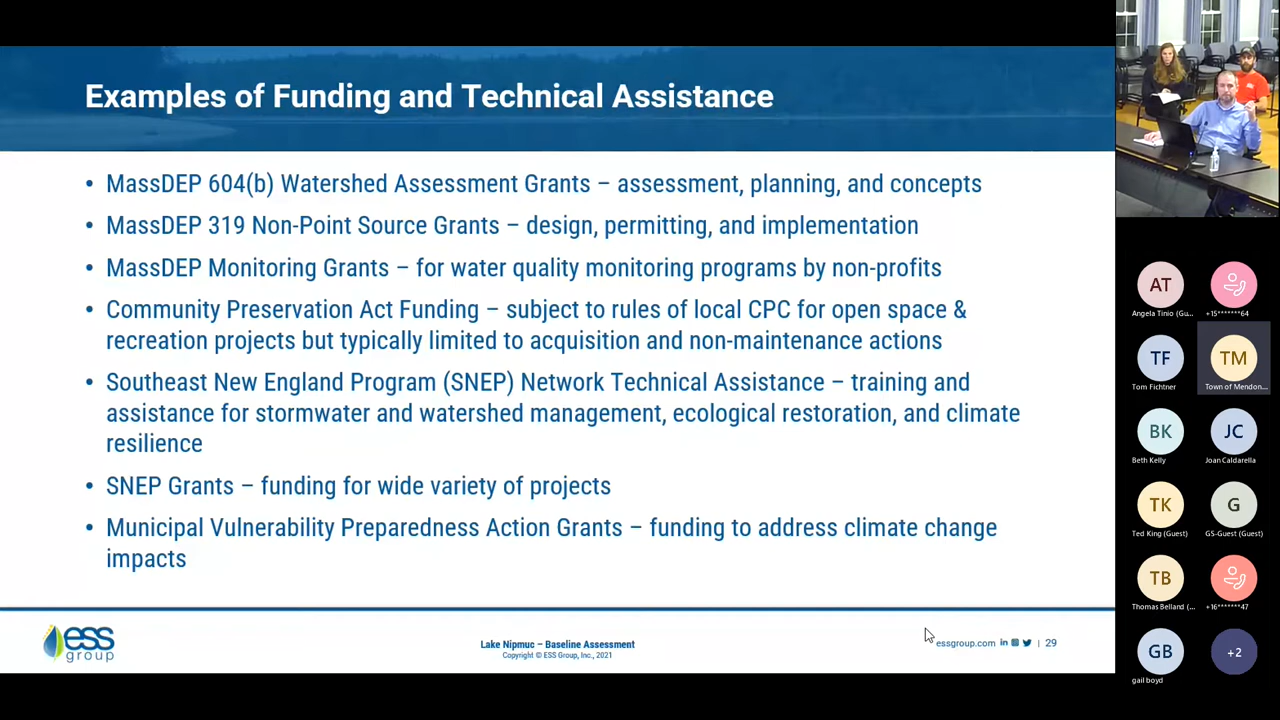 Examples of Funding and Technical Assistance
• MassDEP 604(b) Watershed Assessment Grants – assessment, planning, and concepts
• MassDEP 319 Non-Point Source Grants – design, permitting, and implementation
• MassDEP Monitoring Grants – for water quality monitoring programs by non-profits
• Community Preservation Act Funding – subject to rules of local CPC for open space &
recreation projects but typically limited to acquisition and non-maintenance actions
• Southeast New England Program (SNEP) Network Technical Assistance – training and
assistance for stormwater and watershed management, ecological restoration, and climate
resilience
• SNEP Grants – funding for wide variety of projects
• Municipal Vulnerability Preparedness Action Grants – funding to address climate change
impacts
ess
group
Lake Nipmuc – Baseline Assessment
Copyright © ESS Group, Inc., 2021
essgroup.com in | 29
AT
Angela Tinio (Gu...
+15*******64
TF
Tom Fichtner
TM
Town of Mendon...
BK
Beth Kelly
JC
Joan Caldarella
TK
Ted King (Guest)
G
GS-Guest (Guest)
TB
Thomas Belland (...
+16*******47
GB
gail boyd
+2